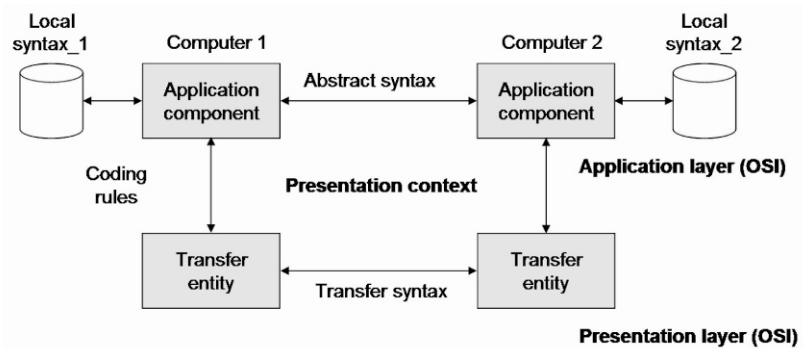 Local
syntax_1
Computer 1
Computer 2
Local
syntax_2
Application
component
Abstract syntax
Application
component
Coding
rules
Presentation context
Application layer (OSI)
Transfer
entity
Transfer syntax
Transfer
entity
Presentation layer (OSI)